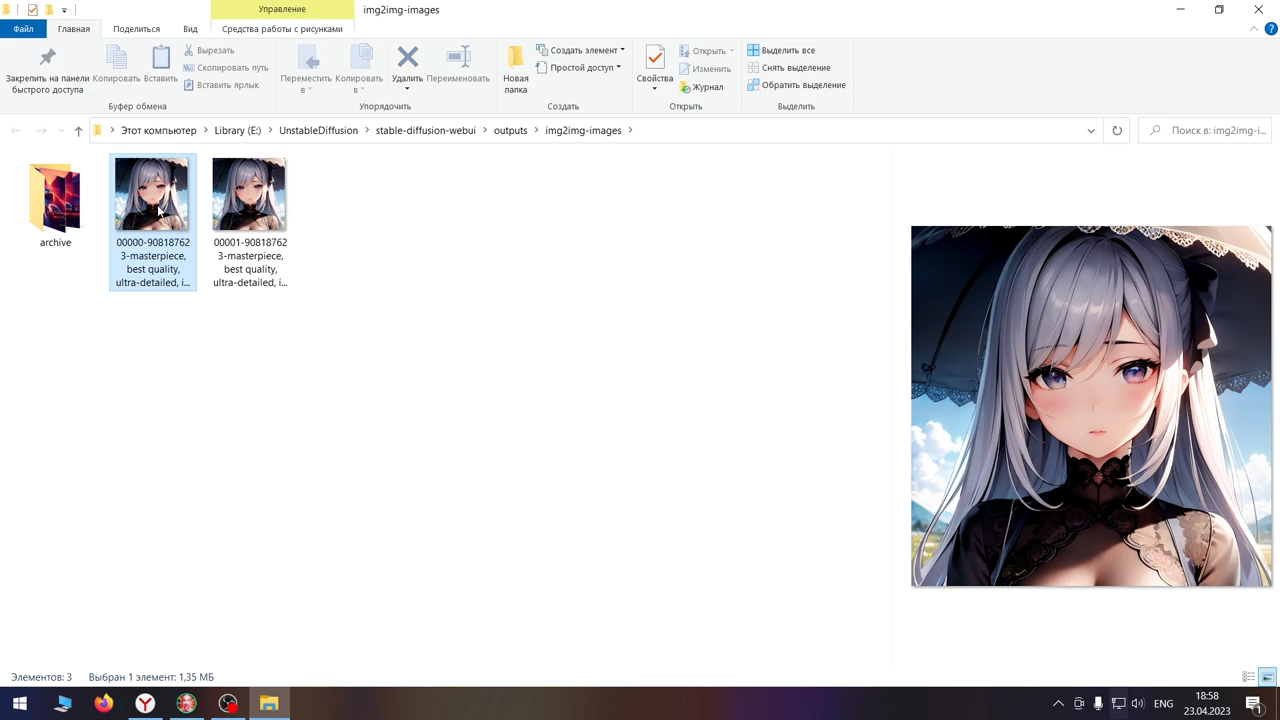 Управление
img2img-images
Файл
Главная
Поделиться
Вид
Средства работы с рисунками
Закрепить на панели
быстрого доступа
Копировать
Вставить
Вырезать
Скопировать путь
Вставить ярлык
Буфер обмена
Переместить
в
Копировать
в
Удалить
Переименовать
Упорядочить
Новая
папка
Создать элемент
Простой доступ
Создать
Свойства
Открыть
Изменить
Журнал
Открыть
Выделить все
Снять выделение
Обратить выделение
Выделить
Этот компьютер
Library (E:)
UnstableDiffusion
stable-diffusion-webui
outputs
img2img-images
Поиск в: img2img-i...
archive
00000-90818762
3-masterpiece,
best quality,
ultra-detailed, i...
00001-90818762
3-masterpiece,
best quality,
ultra-detailed, i...
Элементов: 3
Выбран 1 элемент: 1,35 МБ
ENG
18:58
23.04.2023